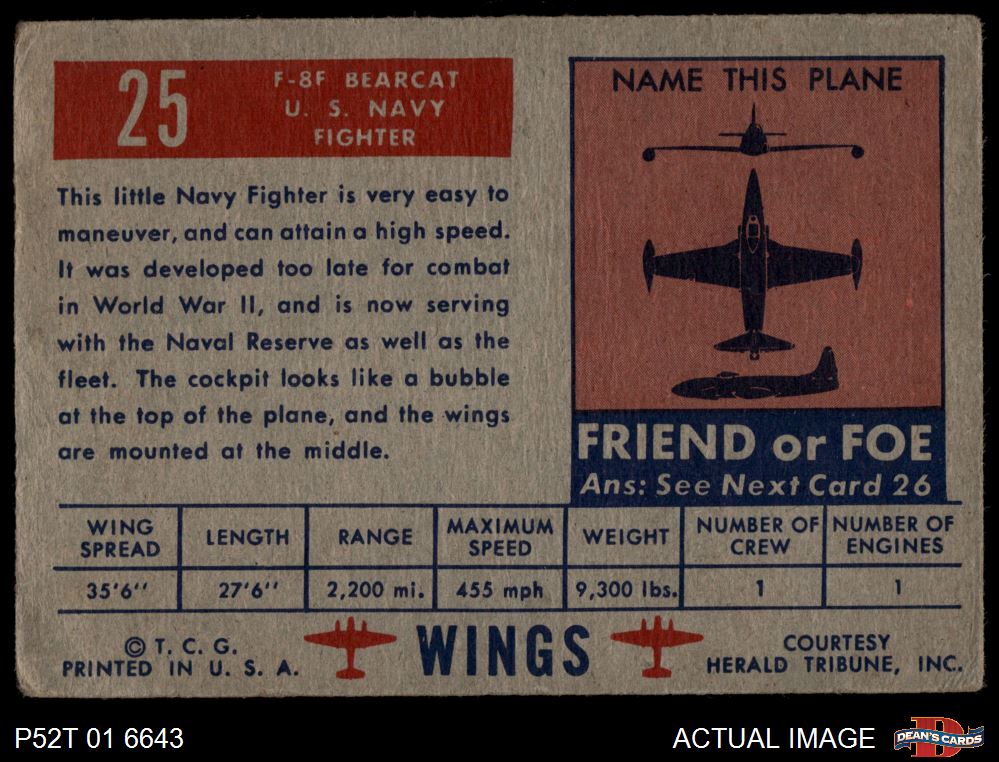 25
F-8F BEARCAT
U. S. NAVY
FIGHTER
This little Navy Fighter is very easy to
maneuver, and can attain a high speed.
It was developed too late for combat
in World War II, and is now serving
with the Naval Reserve as well as the
fleet. The cockpit looks like a bubble
at the top of the plane, and the wings
are mounted at the middle.
NAME THIS PLANE
FRIEND or FOE
Ans: See Next Card 26
WING SPREAD
LENGTH
RANGE
MAXIMUM SPEED
WEIGHT
NUMBER OF CREW
NUMBER OF ENGINES
35'6''
27'6''
2,200 mi.
455 mph
9,300 lbs.
1
1
© T. C. G.
PRINTED IN U. S. A.
WINGS
COURTESY
HERALD TRIBUNE, INC.
P52T 01 6643
ACTUAL IMAGE
D
DEAN'S CARDS